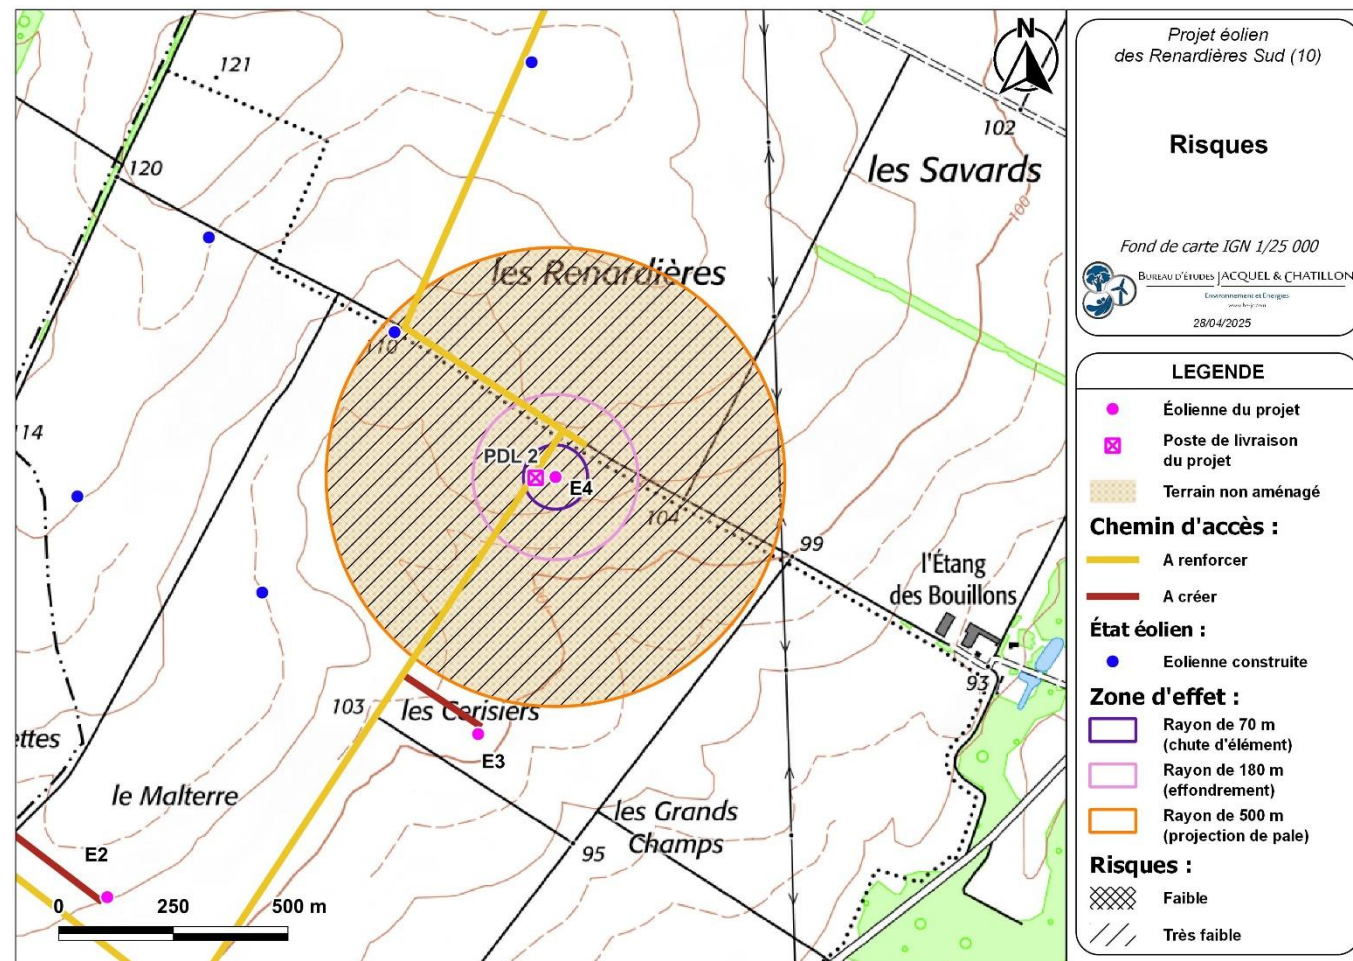 121
120
N
102
les Savards
100
les Renardières
110
114
PDL 2
E4
104
99
l'Étang
des Bouillons
93
103
les Cerisiers
E3
ettes
le Malterre
les Grands
Champs
95
E2
0 250 500 m
Projet éolien
des Renardières Sud (10)
Risques
Fond de carte IGN 1/25 000
BUREAU D'ÉTUDES JACQUEL & CHATILLON
Environnement et Energies
28/04/2025
LEGENDE
Éolienne du projet
Poste de livraison
du projet
Terrain non aménagé
Chemin d'accès :
A renforcer
A créer
État éolien :
Eolienne construite
Zone d'effet :
Rayon de 70 m
(chute d'élément)
Rayon de 180 m
(effondrement)
Rayon de 500 m
(projection de pale)
Risques :
Faible
Très faible